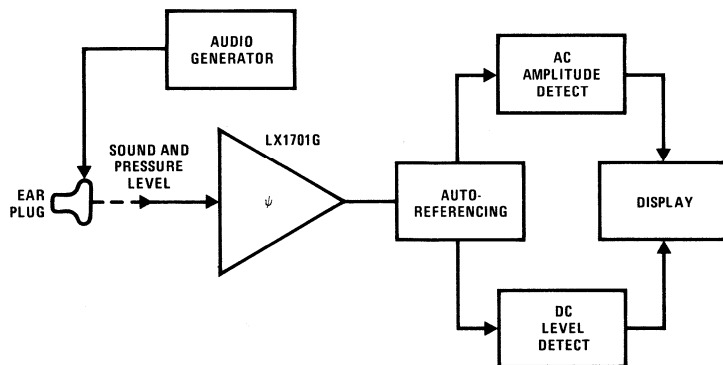 AUDIO
GENERATOR
AC
AMPLITUDE
DETECT
LX1701G
SOUND AND
PRESSURE
LEVEL
EAR
PLUG
ψ
AUTO-
REFERENCING
DISPLAY
DC
LEVEL
DETECT